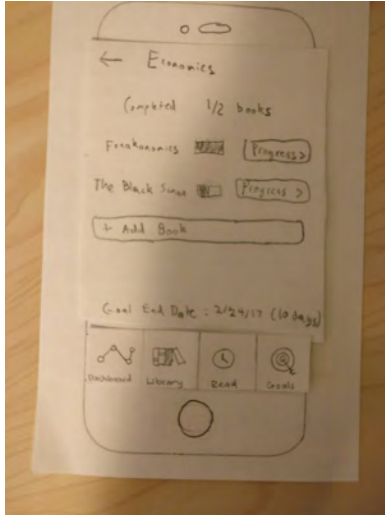 ← Economics
Completed 1/2 books
Freakonomics Progress >
The Black Swan Progress >
+ Add Book
Goal End Date : 2/24/17 (10 days)
Dashboard Library Read Goals